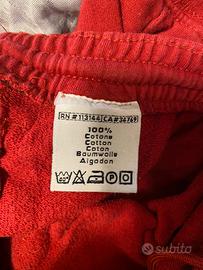 RN # 113144 CA # 34749
100%
Cotone
Cotton
Coton
Baumwolle
Algodon
subito